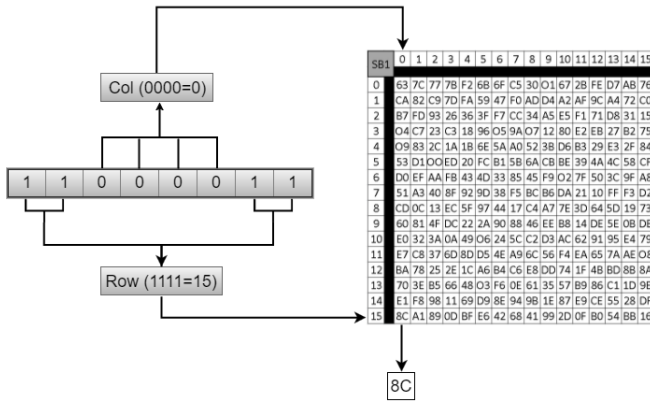 SB1 0 1 2 3 4 5 6 7 8 9 10 11 12 13 14 15
0 63 7C 77 7B F2 6B 6F C5 30 O1 67 2B FE D7 AB 76
1 CA 82 C9 7D FA 59 47 F0 AD D4 A2 AF 9C A4 72 C0
2 B7 FD 93 26 36 3F F7 CC 34 A5 E5 F1 71 D8 31 15
3 O4 C7 23 C3 18 96 O5 9A O7 12 80 E2 EB 27 B2 75
4 O9 83 2C 1A 1B 6E 5A A0 52 3B D6 B3 29 E3 2F 84
5 53 D1 OO ED 20 FC B1 5B 6A CB BE 39 4A 4C 58 CF
6 D0 EF AA FB 43 4D 33 85 45 F9 O2 7F 50 3C 9F A8
7 51 A3 40 8F 92 9D 38 F5 BC B6 DA 21 10 FF F3 D2
8 CD 0C 13 EC 5F 97 44 17 C4 A7 7E 3D 64 5D 19 73
9 60 81 4F DC 22 2A 90 88 46 EE B8 14 DE 5E 0B
10 E0 32 3A 0A 49 O6 24 5C C2 D3 AC 62 91 95 E4 79
11 E7 C8 37 6D 8D D5 4E A9 6C 56 F4 EA 65 7A AE O8
12 BA 78 25 2E 1C A6 B4 C6 E8 DD 74 1F 4B BD 8B 8A
13 70 3E B5 66 48 O3 F6 0E 61 35 57 B9 86 C1 1D 9E
14 E1 F8 98 11 69 D9 8E 94 9B 1E 87 E9 CE 55 28 DF
15 8C A1 89 0D BF E6 42 68 41 99 2D 0F B0 54 BB 16
Col (0000=0)
1 1 0 0 0 0 1 1
Row (1111=15)
8C